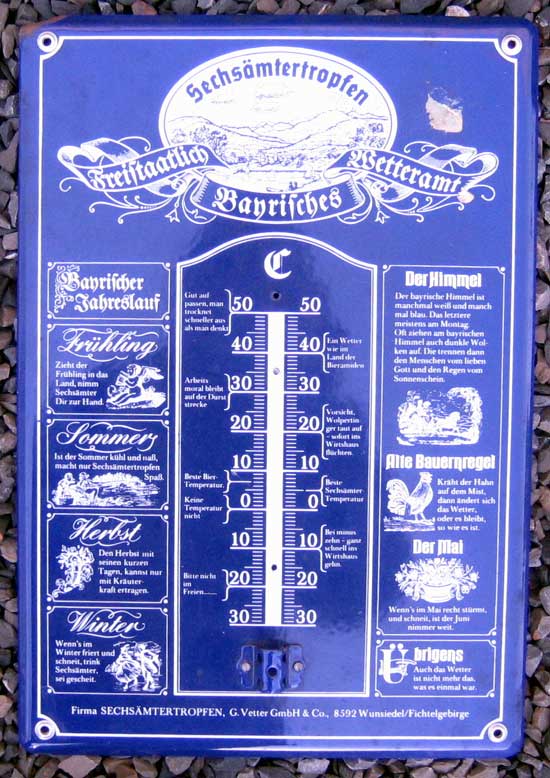 Sechsämtertropfen
Freistaatlich
Bayrisches
Wetteramt
Bayrischer
Jahreslauf
Frühling
Zieht der
Frühling in das
Land, nimm
Sechsämter
Dir zur Hand.
Sommer
Ist der Sommer kühl und naß,
macht nur Sechsämtertropfen
Spaß.
Herbst
Den Herbst mit
seinen kurzen
Tagen, kannst nur
mit Kräuter-
kraft ertragen.
Winter
Wenn's im
Winter friert und
schneit, trink
Sechsämter,
sei gescheit.
C
Gut auf
passen, man
trocknet
schneller aus
als man denkt
50 50
40 40
Ein Wetter
wie im
Land der
Bieramiden
30 30
Arbeits
moral bleibt
auf der Durst
strecke
20 20
Vorsicht,
Wolpertin
ger taut auf
- sofort ins
Wirtshaus
flüchten.
10 10
Beste Bier-
Temperatur.
Beste
Sechsämter
Temperatur
0 0
Keine
Temperatur
nicht
10 10
Bei minus
zehn - ganz
schnell ins
Wirtshaus
gehn.
20 20
Bitte nicht
im
Freien......
30 30
Der Himmel
Der bayrische Himmel ist
manchmal weiß und manch
mal blau. Das letztere
meistens am Montag.
Oft ziehen am bayrischen
Himmel auch dunkle Wol-
ken auf. Die trennen dann
den Menschen vom lieben
Gott und den Regen vom
Sonnenschein.
Alte Bauernregel
Kräht der Hahn
auf dem Mist,
dann ändert sich
das Wetter,
oder es bleibt,
so wie es ist.
Der Mai
Wenn's im Mai recht stürmt,
und schneit, ist der Juni
nimmer weit.
Übrigens
Auch das Wetter
ist nicht mehr das,
was es einmal war.
Firma SECHSÄMTERTROPFEN, G. Vetter GmbH & Co., 8592 Wunsiedel/Fichtelgebirge